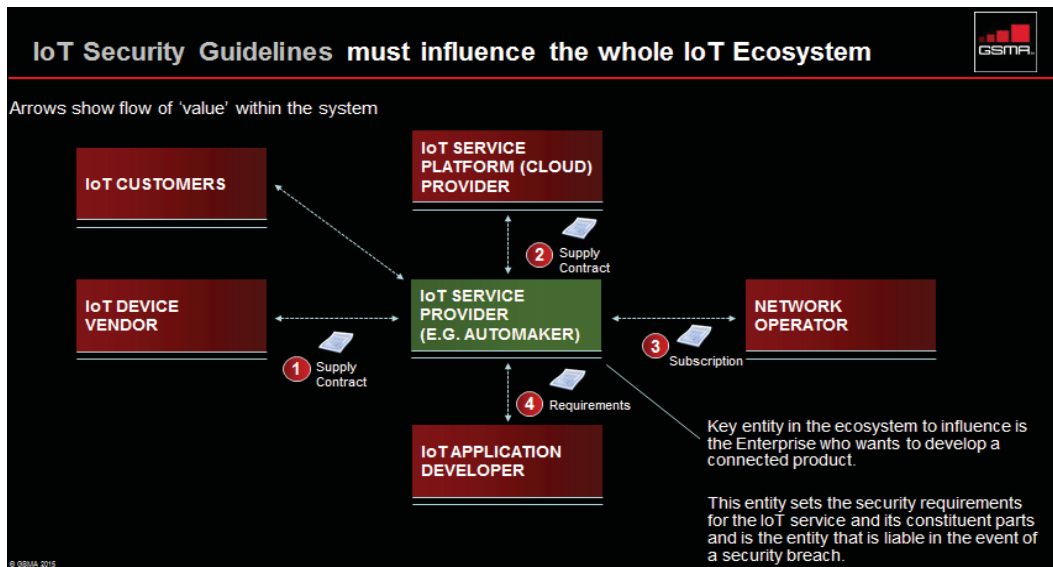 IoT Security Guidelines must influence the whole IoT Ecosystem
GSMA™
Arrows show flow of ‘value’ within the system
IoT CUSTOMERS
IoT SERVICE
PLATFORM (CLOUD)
PROVIDER
2
Supply
Contract
IoT DEVICE
VENDOR
1
Supply
Contract
IoT SERVICE
PROVIDER
(E.G. AUTOMAKER)
3
Subscription
NETWORK
OPERATOR
4
Requirements
IoT APPLICATION
DEVELOPER
Key entity in the ecosystem to influence is
the Enterprise who wants to develop a
connected product.
This entity sets the security requirements
for the IoT service and its constituent parts
and is the entity that is liable in the event of
a security breach.
© GSMA 2015